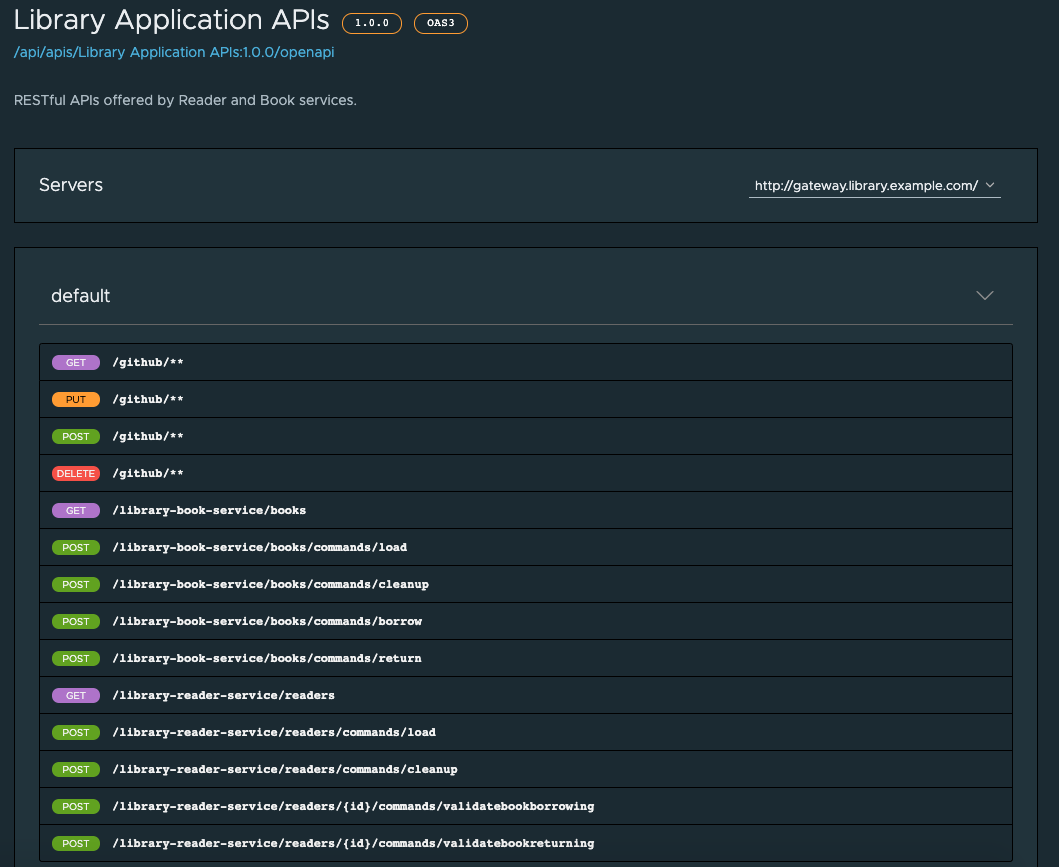 Library Application APIs 1.0.0 OAS3
/api/apis/Library Application APIs:1.0.0/openapi
RESTful APIs offered by Reader and Book services.
Servers http://gateway.library.example.com/
default
GET /github/**
PUT /github/**
POST /github/**
DELETE /github/**
GET /library-book-service/books
POST /library-book-service/books/commands/load
POST /library-book-service/books/commands/cleanup
POST /library-book-service/books/commands/borrow
POST /library-book-service/books/commands/return
GET /library-reader-service/readers
POST /library-reader-service/readers/commands/load
POST /library-reader-service/readers/commands/cleanup
POST /library-reader-service/readers/{id}/commands/validatebookborrowing
POST /library-reader-service/readers/{id}/commands/validatebookreturning